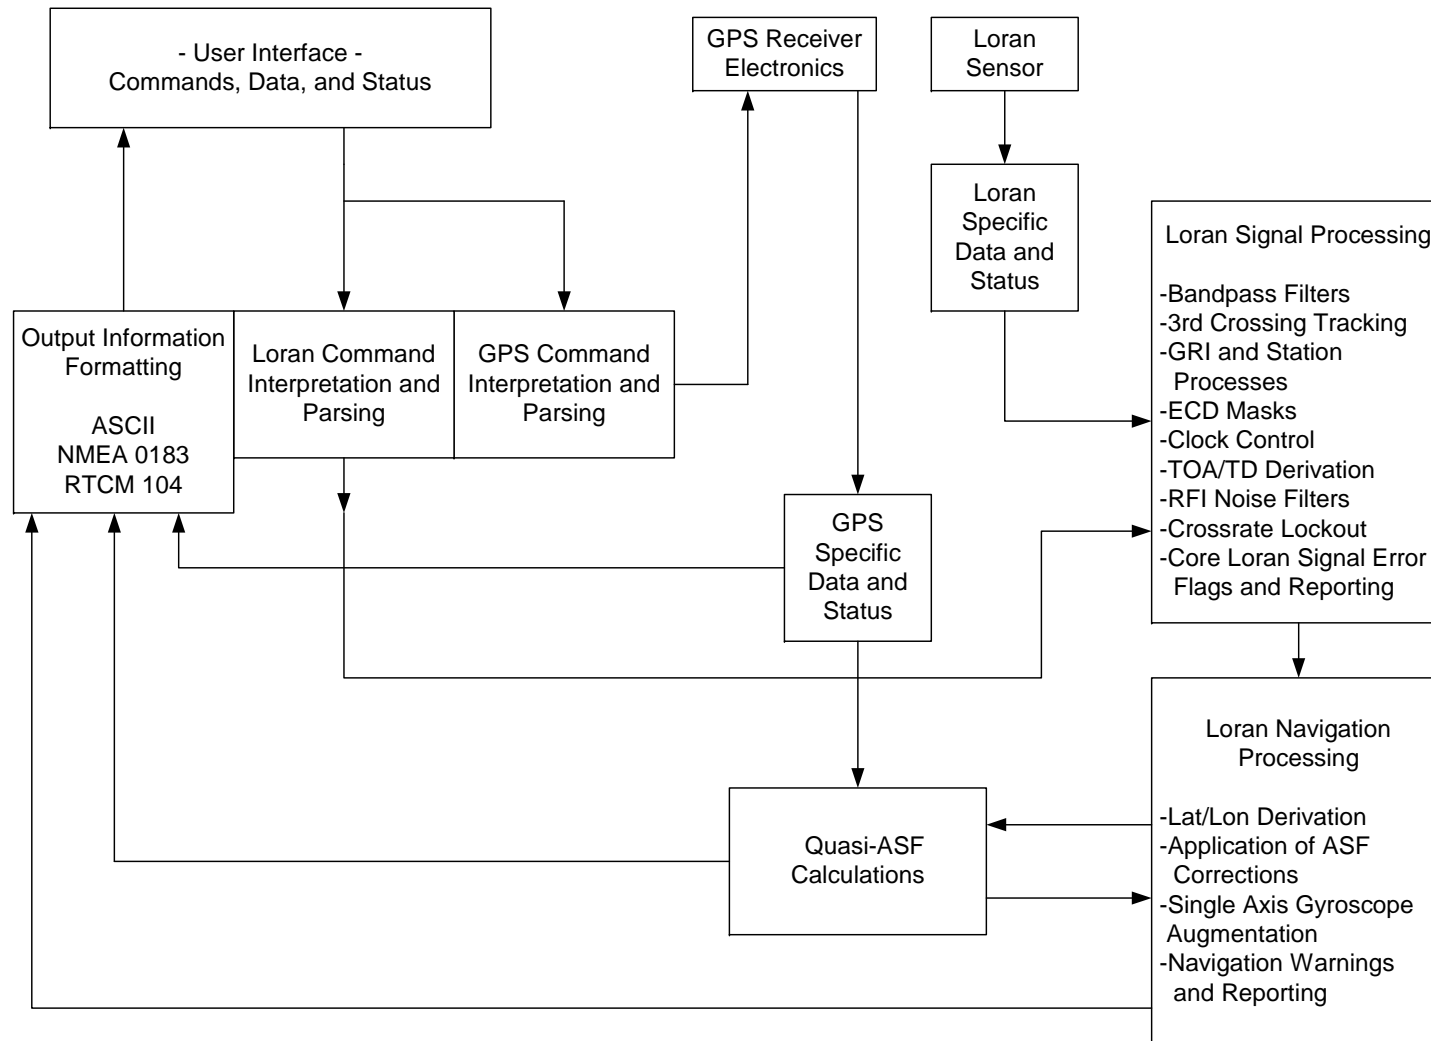 - User Interface -
Commands, Data, and Status
GPS Receiver
Electronics
Loran
Sensor
Loran
Specific
Data and
Status
Loran Signal Processing
-Bandpass Filters
-3rd Crossing Tracking
-GRI and Station
Processes
-ECD Masks
-Clock Control
-TOA/TD Derivation
-RFI Noise Filters
-Crossrate Lockout
-Core Loran Signal Error
Flags and Reporting
Output Information
Formatting
ASCII
NMEA 0183
RTCM 104
Loran Command
Interpretation and
Parsing
GPS Command
Interpretation and
Parsing
GPS
Specific
Data and
Status
Quasi-ASF
Calculations
Loran Navigation
Processing
-Lat/Lon Derivation
-Application of ASF
Corrections
-Single Axis Gyroscope
Augmentation
-Navigation Warnings
and Reporting